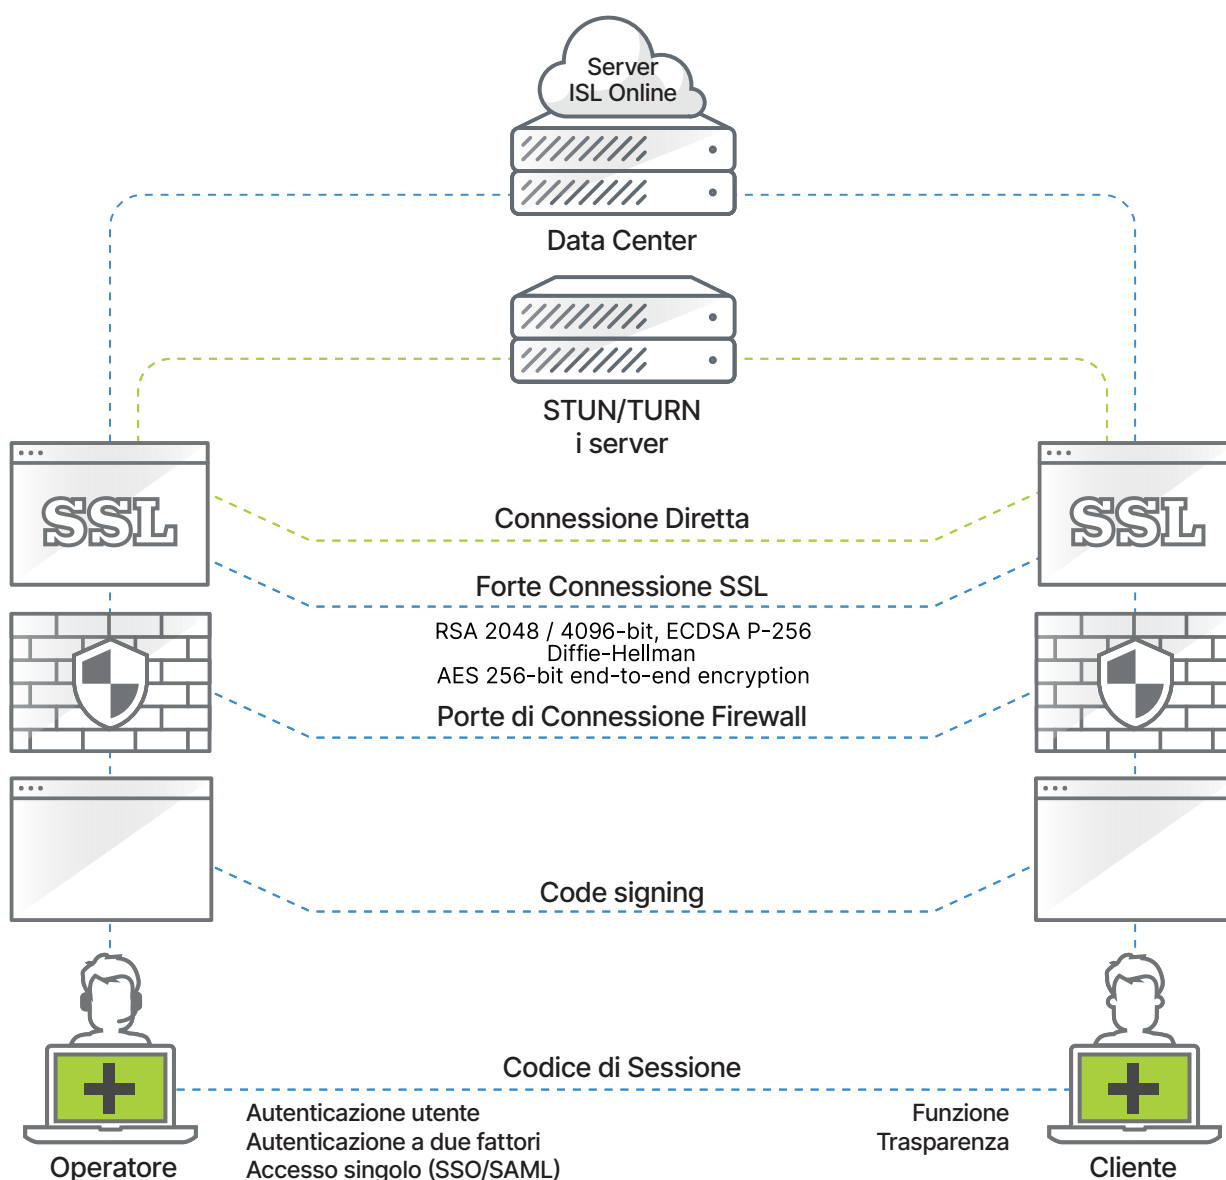 Server
ISL Online
Data Center
STUN/TURN
i server
SSL
SSL
Connessione Diretta
Forte Connessione SSL
RSA 2048 / 4096-bit, ECDSA P-256
Diffie-Hellman
AES 256-bit end-to-end encryption
Porte di Connessione Firewall
Code signing
Codice di Sessione
Autenticazione utente
Autenticazione a due fattori
Accesso singolo (SSO/SAML)
Funzione
Trasparenza
Operatore
Cliente